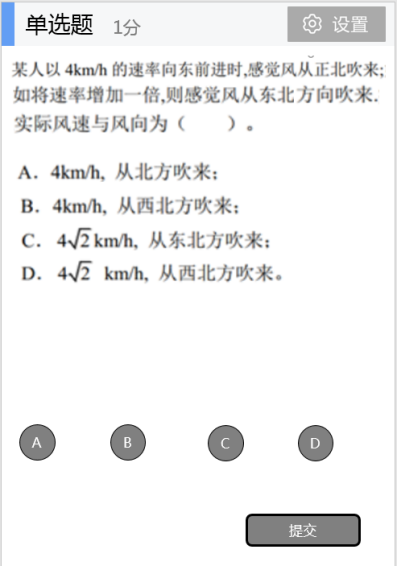 单选题 1分 设置
某人以 4km/h 的速率向东前进时,感觉风从正北吹来;
如将速率增加一倍,则感觉风从东北方向吹来.
实际风速与风向为（  ）。
A. 4km/h, 从北方吹来;
B. 4km/h, 从西北方吹来;
C. 4√2 km/h, 从东北方吹来;
D. 4√2 km/h, 从西北方吹来。
A B C D
提交